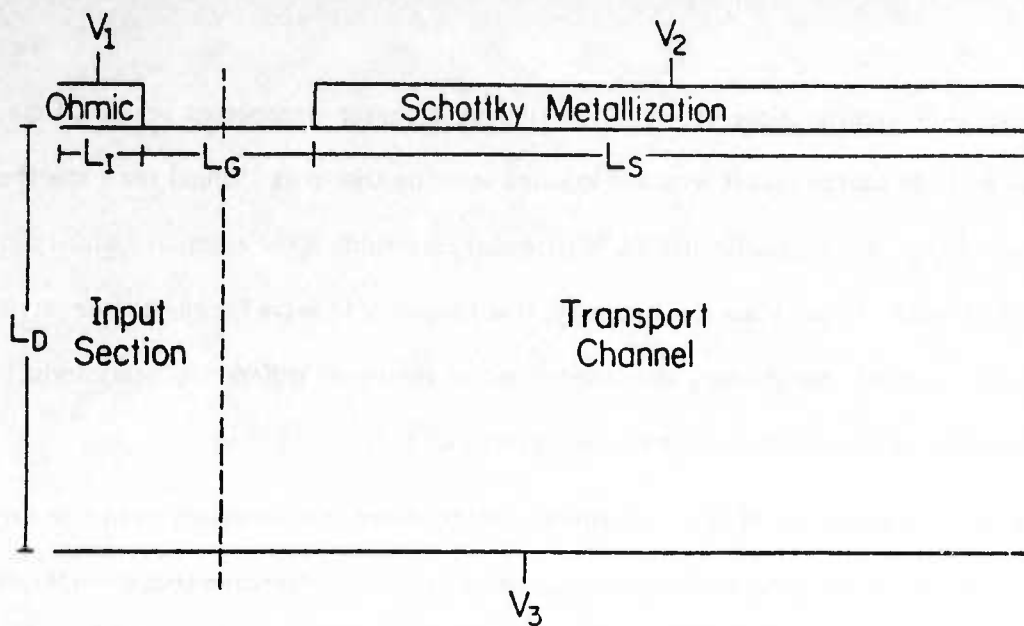 V1 V2
Ohmic Schottky Metallization
LI LG LS
LD
Input Section
Transport Channel
V3